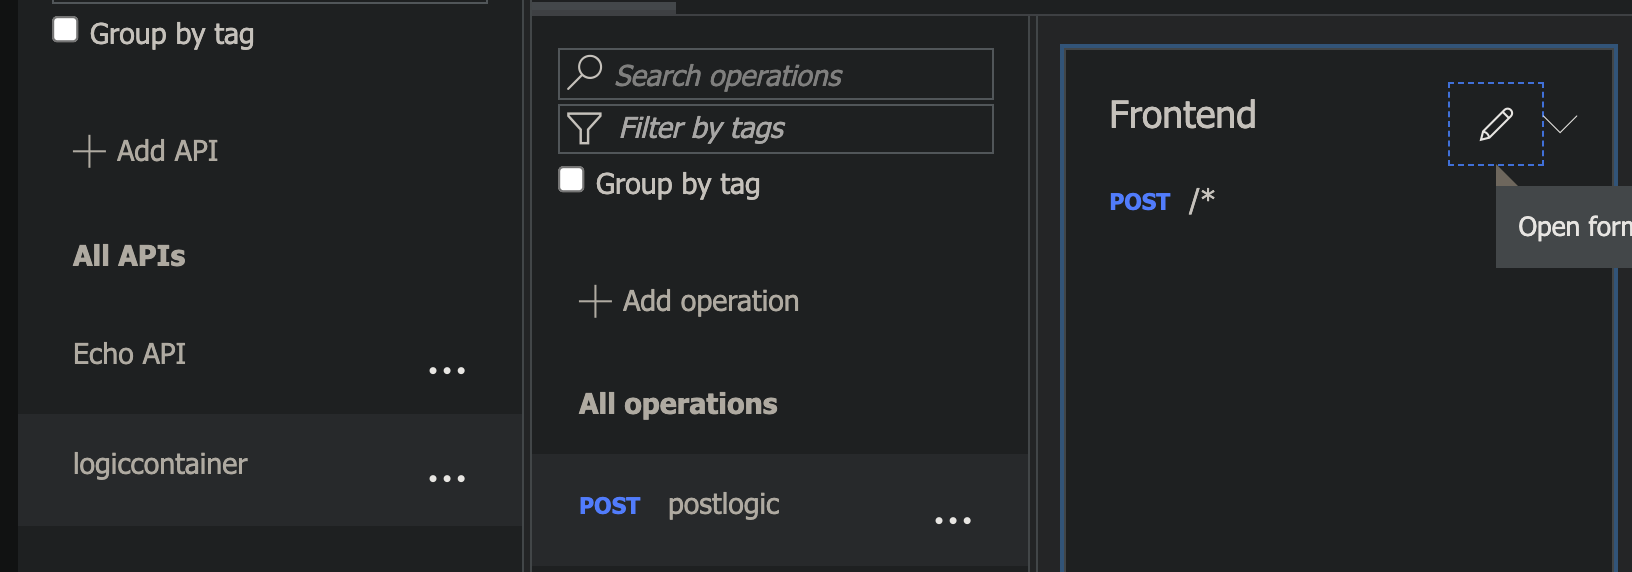 Group by tag
Add API
All APIs
Echo API
logiccontainer
Search operations
Filter by tags
Group by tag
Add operation
All operations
POST postlogic
Frontend
POST /*
Open